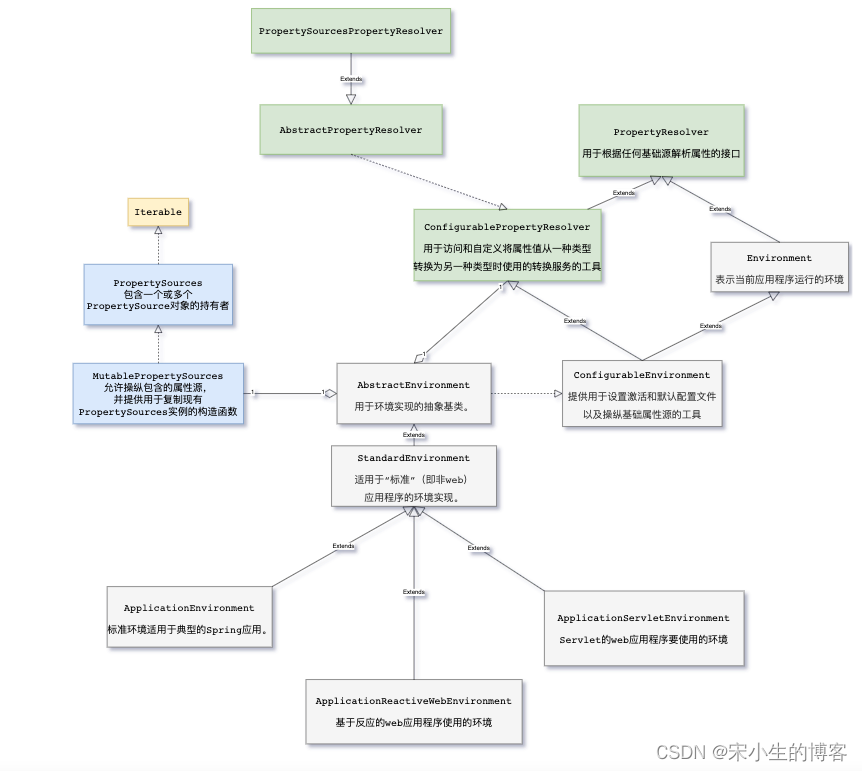 PropertySourcesPropertyResolver
Extends
AbstractPropertyResolver
PropertyResolver
用于根据任何基础源解析属性的接口
Extends
Extends
Iterable
ConfigurablePropertyResolver
用于访问和自定义将属性值从一种类型
转换为另一种类型时使用的转换服务的工具
Environment
表示当前应用程序运行的环境
PropertySources
包含一个或多个
PropertySource对象的持有者
1
Extends
Extends
1
MutablePropertySources
允许操纵包含的属性源，
并提供用于复制现有
PropertySources实例的构造函数
1
1
AbstractEnvironment
用于环境实现的抽象基类。
ConfigurableEnvironment
提供用于设置激活和默认配置文件
以及操纵基础属性源的工具
Extends
StandardEnvironment
适用于“标准”（即非web）
应用程序的环境实现。
Extends
Extends
Extends
ApplicationEnvironment
标准环境适用于典型的Spring应用。
ApplicationServletEnvironment
Servlet的web应用程序要使用的环境
ApplicationReactiveWebEnvironment
基于反应的web应用程序使用的环境
CSDN @宋小生的博客